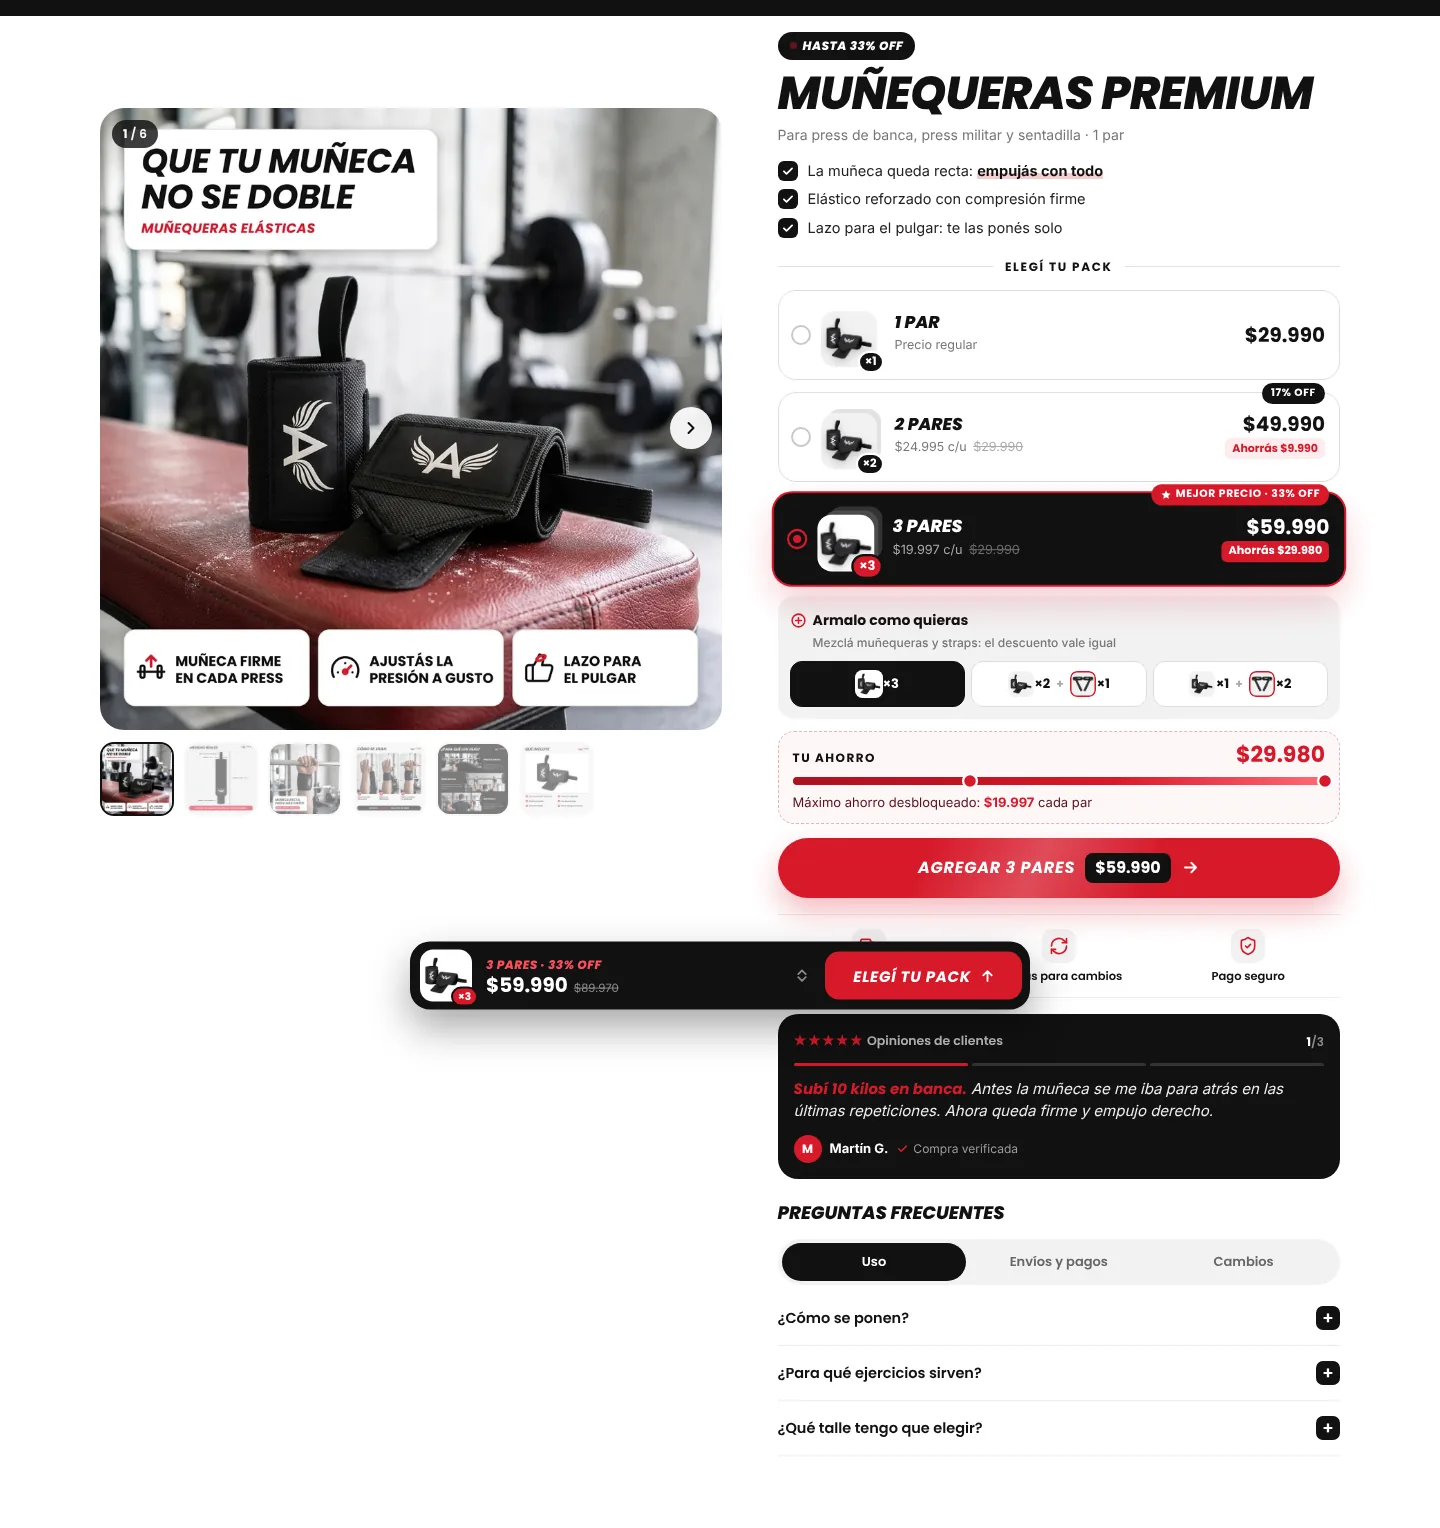 HASTA 33% OFF
MUÑEQUERAS PREMIUM
Para press de banca, press militar y sentadilla · 1 par
La muñeca queda recta: empujás con todo
Elástico reforzado con compresión firme
Lazo para el pulgar: te las ponés solo
1 / 6
QUE TU MUÑECA
NO SE DOBLE
MUÑEQUERAS ELÁSTICAS
MUÑECA FIRME
EN CADA PRESS
AJUSTÁS LA
PRESIÓN A GUSTO
LAZO PARA
EL PULGAR
ELEGÍ TU PACK
1 PAR
Precio regular
×1
$29.990
17% OFF
2 PARES
$24.995 c/u $29.990
×2
$49.990
Ahorrás $9.990
★ MEJOR PRECIO · 33% OFF
3 PARES
$19.997 c/u $29.990
×3
$59.990
Ahorrás $29.980
Armalo como quieras
Mezclá muñequeras y straps: el descuento vale igual
×3
×2 + ×1
×1 + ×2
TU AHORRO
$29.980
Máximo ahorro desbloqueado: $19.997 cada par
AGREGAR 3 PARES $59.990 →
3 PARES · 33% OFF
$59.990 $89.970
×3
ELEGÍ TU PACK ↑
para cambios
Pago seguro
★★★★★ Opiniones de clientes
1/3
Subí 10 kilos en banca. Antes la muñeca se me iba para atrás en las
últimas repeticiones. Ahora queda firme y empujo derecho.
M
Martín G.
Compra verificada
PREGUNTAS FRECUENTES
Uso
Envíos y pagos
Cambios
¿Cómo se ponen?
¿Para qué ejercicios sirven?
¿Qué talle tengo que elegir?